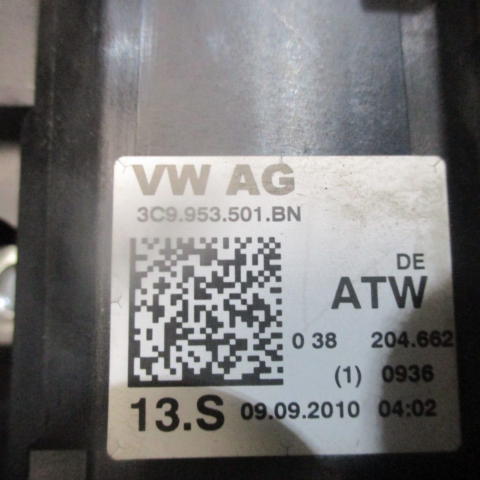 VW AG
3C9.953.501.BN
DE
ATW
0 38 204.662
(1) 0936
13.S 09.09.2010 04:02